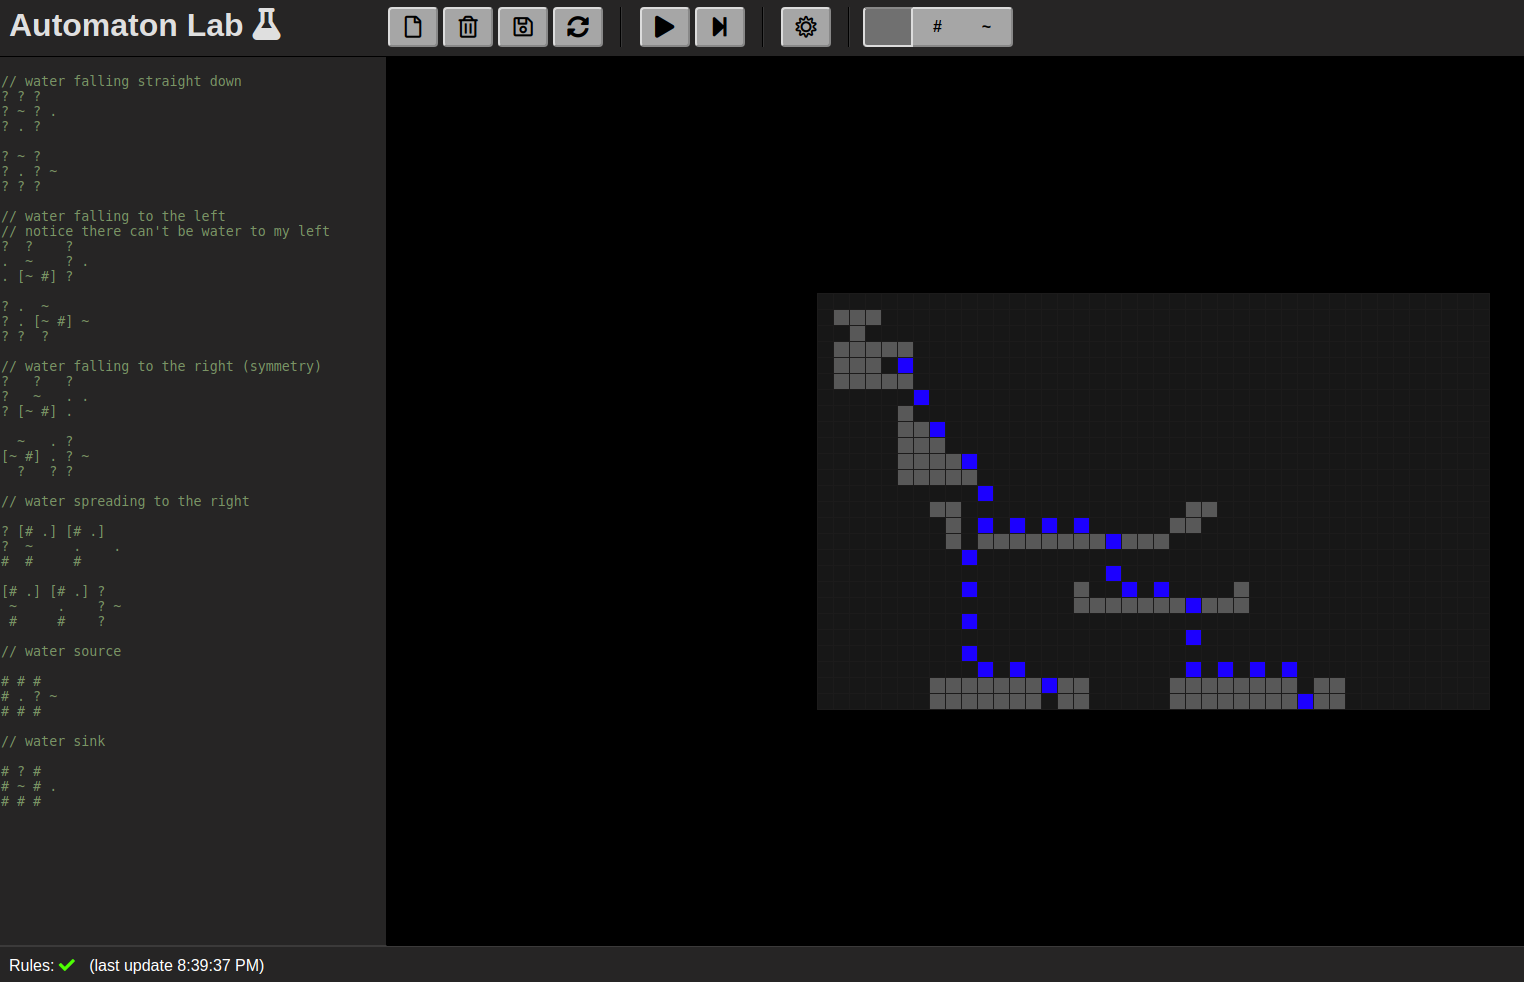 Automaton Lab
# ~
// water falling straight down
? ? ?
? ~ ? .
? . ?
? ~ ?
? . ? ~
? ? ?
// water falling to the left
// notice there can't be water to my left
?  ?    ?
.  ~    ? .
. [~ #] ?
? .  ~
? . [~ #] ~
? ?  ?
// water falling to the right (symmetry)
?   ?   ?
?   ~   . .
? [~ #] .
  ~   . ?
[~ #] . ? ~
  ?   ? ?
// water spreading to the right
? [# .] [# .]
?  ~     .    .
#  #     #
[# .] [# .] ?
 ~     .    ? ~
 #     #    ?
// water source
# # #
# . ? ~
# # #
// water sink
# ? #
# ~ # .
# # #
Rules: (last update 8:39:37 PM)